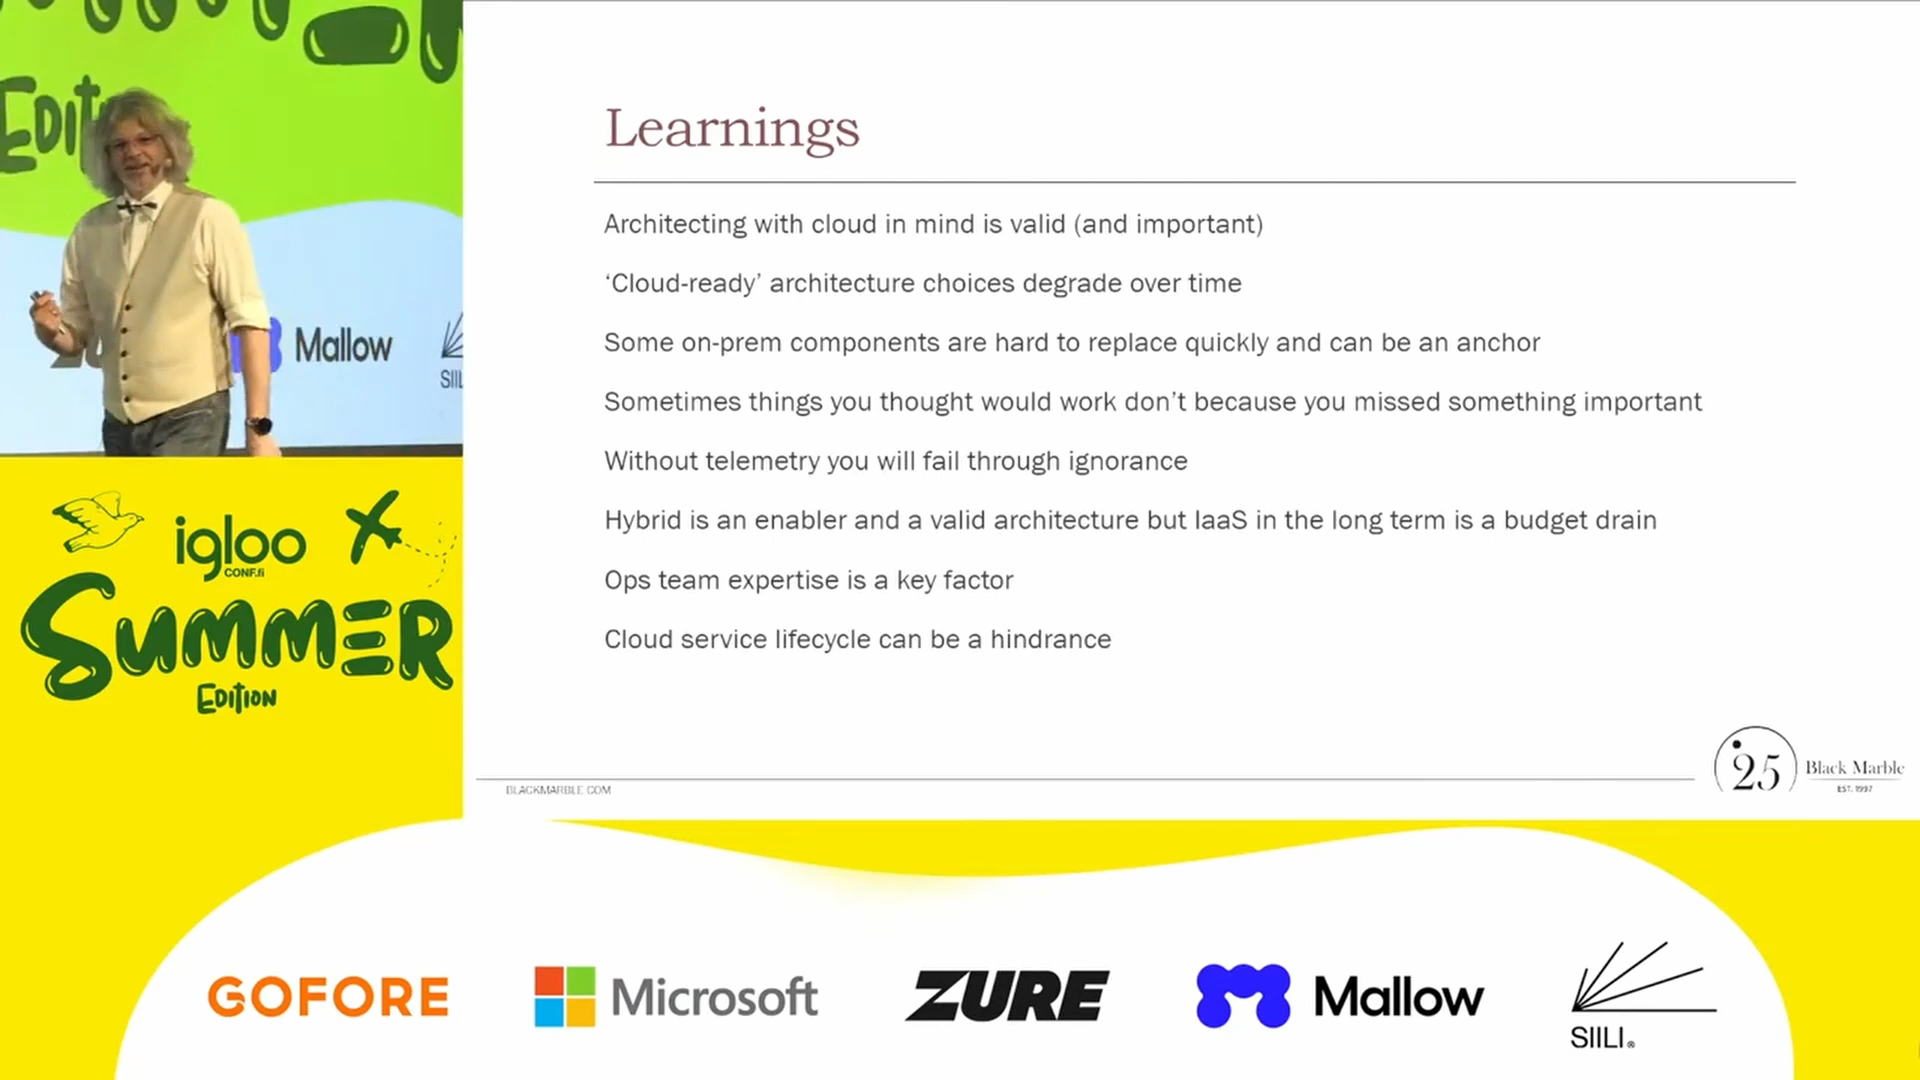 EDIT
Mallow
SIIL
igloo
CONF.fi
SUMMER
EDITION
Learnings
Architecting with cloud in mind is valid (and important)
‘Cloud-ready’ architecture choices degrade over time
Some on-prem components are hard to replace quickly and can be an anchor
Sometimes things you thought would work don’t because you missed something important
Without telemetry you will fail through ignorance
Hybrid is an enabler and a valid architecture but IaaS in the long term is a budget drain
Ops team expertise is a key factor
Cloud service lifecycle can be a hindrance
BLACKMARBLE.COM
25
Black Marble
EST. 1997
GOFORE
Microsoft
ZURE
Mallow
SIILI®